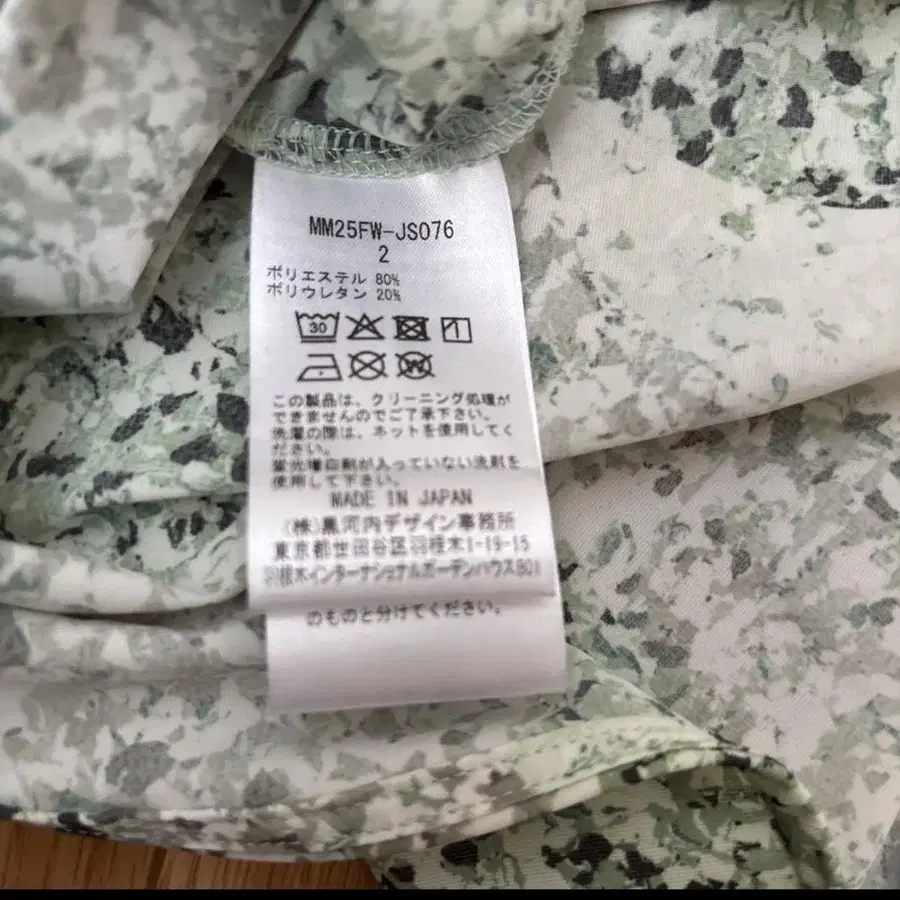 MM25FW-JS076
2
ポリエステル 80%
ポリウレタン 20%
30
この製品は、クリーニング処理が
できませんのでご了承下さい。
洗濯の際は、ネットを使用してく
ださい。
蛍光増白剤が入っていない洗剤を
使用して下さい。
MADE IN JAPAN
(株)黒河内デザイン事務所
東京都世田谷区羽根木1-19-15
羽根木インターナショナルガーデンハウスB01
のものと分けてください。